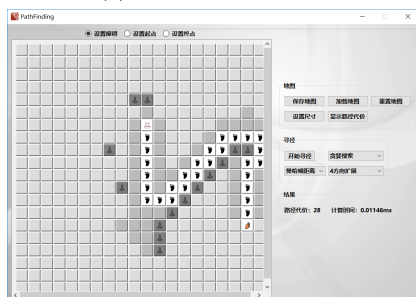 PathFinding
设置障碍 设置起点 设置终点
地图
保存地图 加载地图 重置地图
设置尺寸 显示路径代价
寻径
开始寻径 贪婪搜索
曼哈顿距离 4方向扩展
结果
路径代价：28 计算时间：0.01146ms